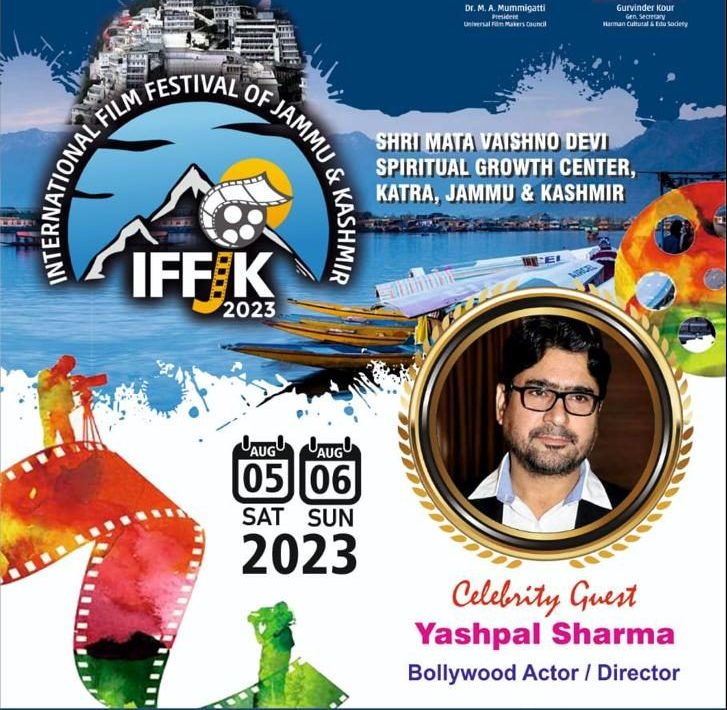 Dr. M. A. Mummigatti
President
Universal Film Makers Council
Gurvinder Kour
Gen. Secretary
Harman Cultural & Edu Society
INTERNATIONAL FILM FESTIVAL OF JAMMU & KASHMIR
IFFJK
2023
SHRI MATA VAISHNO DEVI
SPIRITUAL GROWTH CENTER,
KATRA, JAMMU & KASHMIR
AIRCEL
AUG AUG
05 06
SAT SUN
2023
Celebrity Guest
Yashpal Sharma
Bollywood Actor / Director